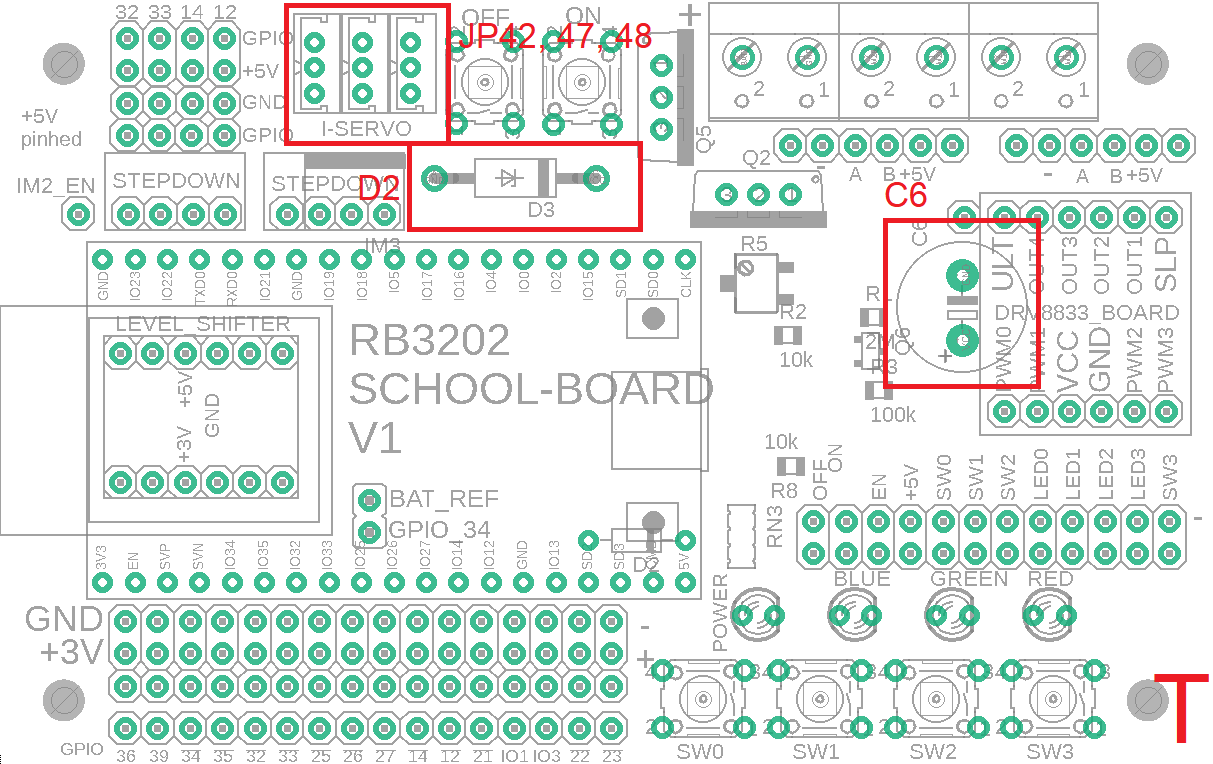 32 33 14 12
GPIO
+5V
GND
GPIO
+5V
pinhed
I-SERVO
OFF ON
JP42, 47, 48
+
Q5
2 1 2 1 2 1
Q2
3 2 1
- A B +5V
- A B +5V
IM2_EN
STEPDOWN
STEPDOWN
IM3
D2
D3
C6
C6
ULT OUT4 OUT3 OUT2 OUT1 SLP
DRV8833_BOARD
PWM0 PWM1 VCC GND PWM2 PWM3
+
R5
R2
10k
R1
2M
Q6
R3
100k
GND IO23 IO22 TXD0 RXD0 IO21 GND IO19 IO18 IO5 IO17 IO16 IO4 IO0 IO2 IO15 SD1 SD0 CLK
LEVEL_SHIFTER
+5V
GND
+3V
RB3202
SCHOOL-BOARD
V1
BAT_REF
GPIO_34
3V3 EN SVP SVN IO34 IO35 IO32 IO33 IO25 IO26 IO27 IO14 IO12 GND IO13 SD2 SD3 5V
10k
R8
OFF ON EN +5V SW0 SW1 SW2 LED0 LED1 LED2 LED3 SW3
-
RN3
BLUE GREEN RED
POWER
GND
+3V
-
+
GPIO
36 39 34 35 32 33 25 26 27 14 12 21 IO1 IO3 22 23
SW0 SW1 SW2 SW3
T